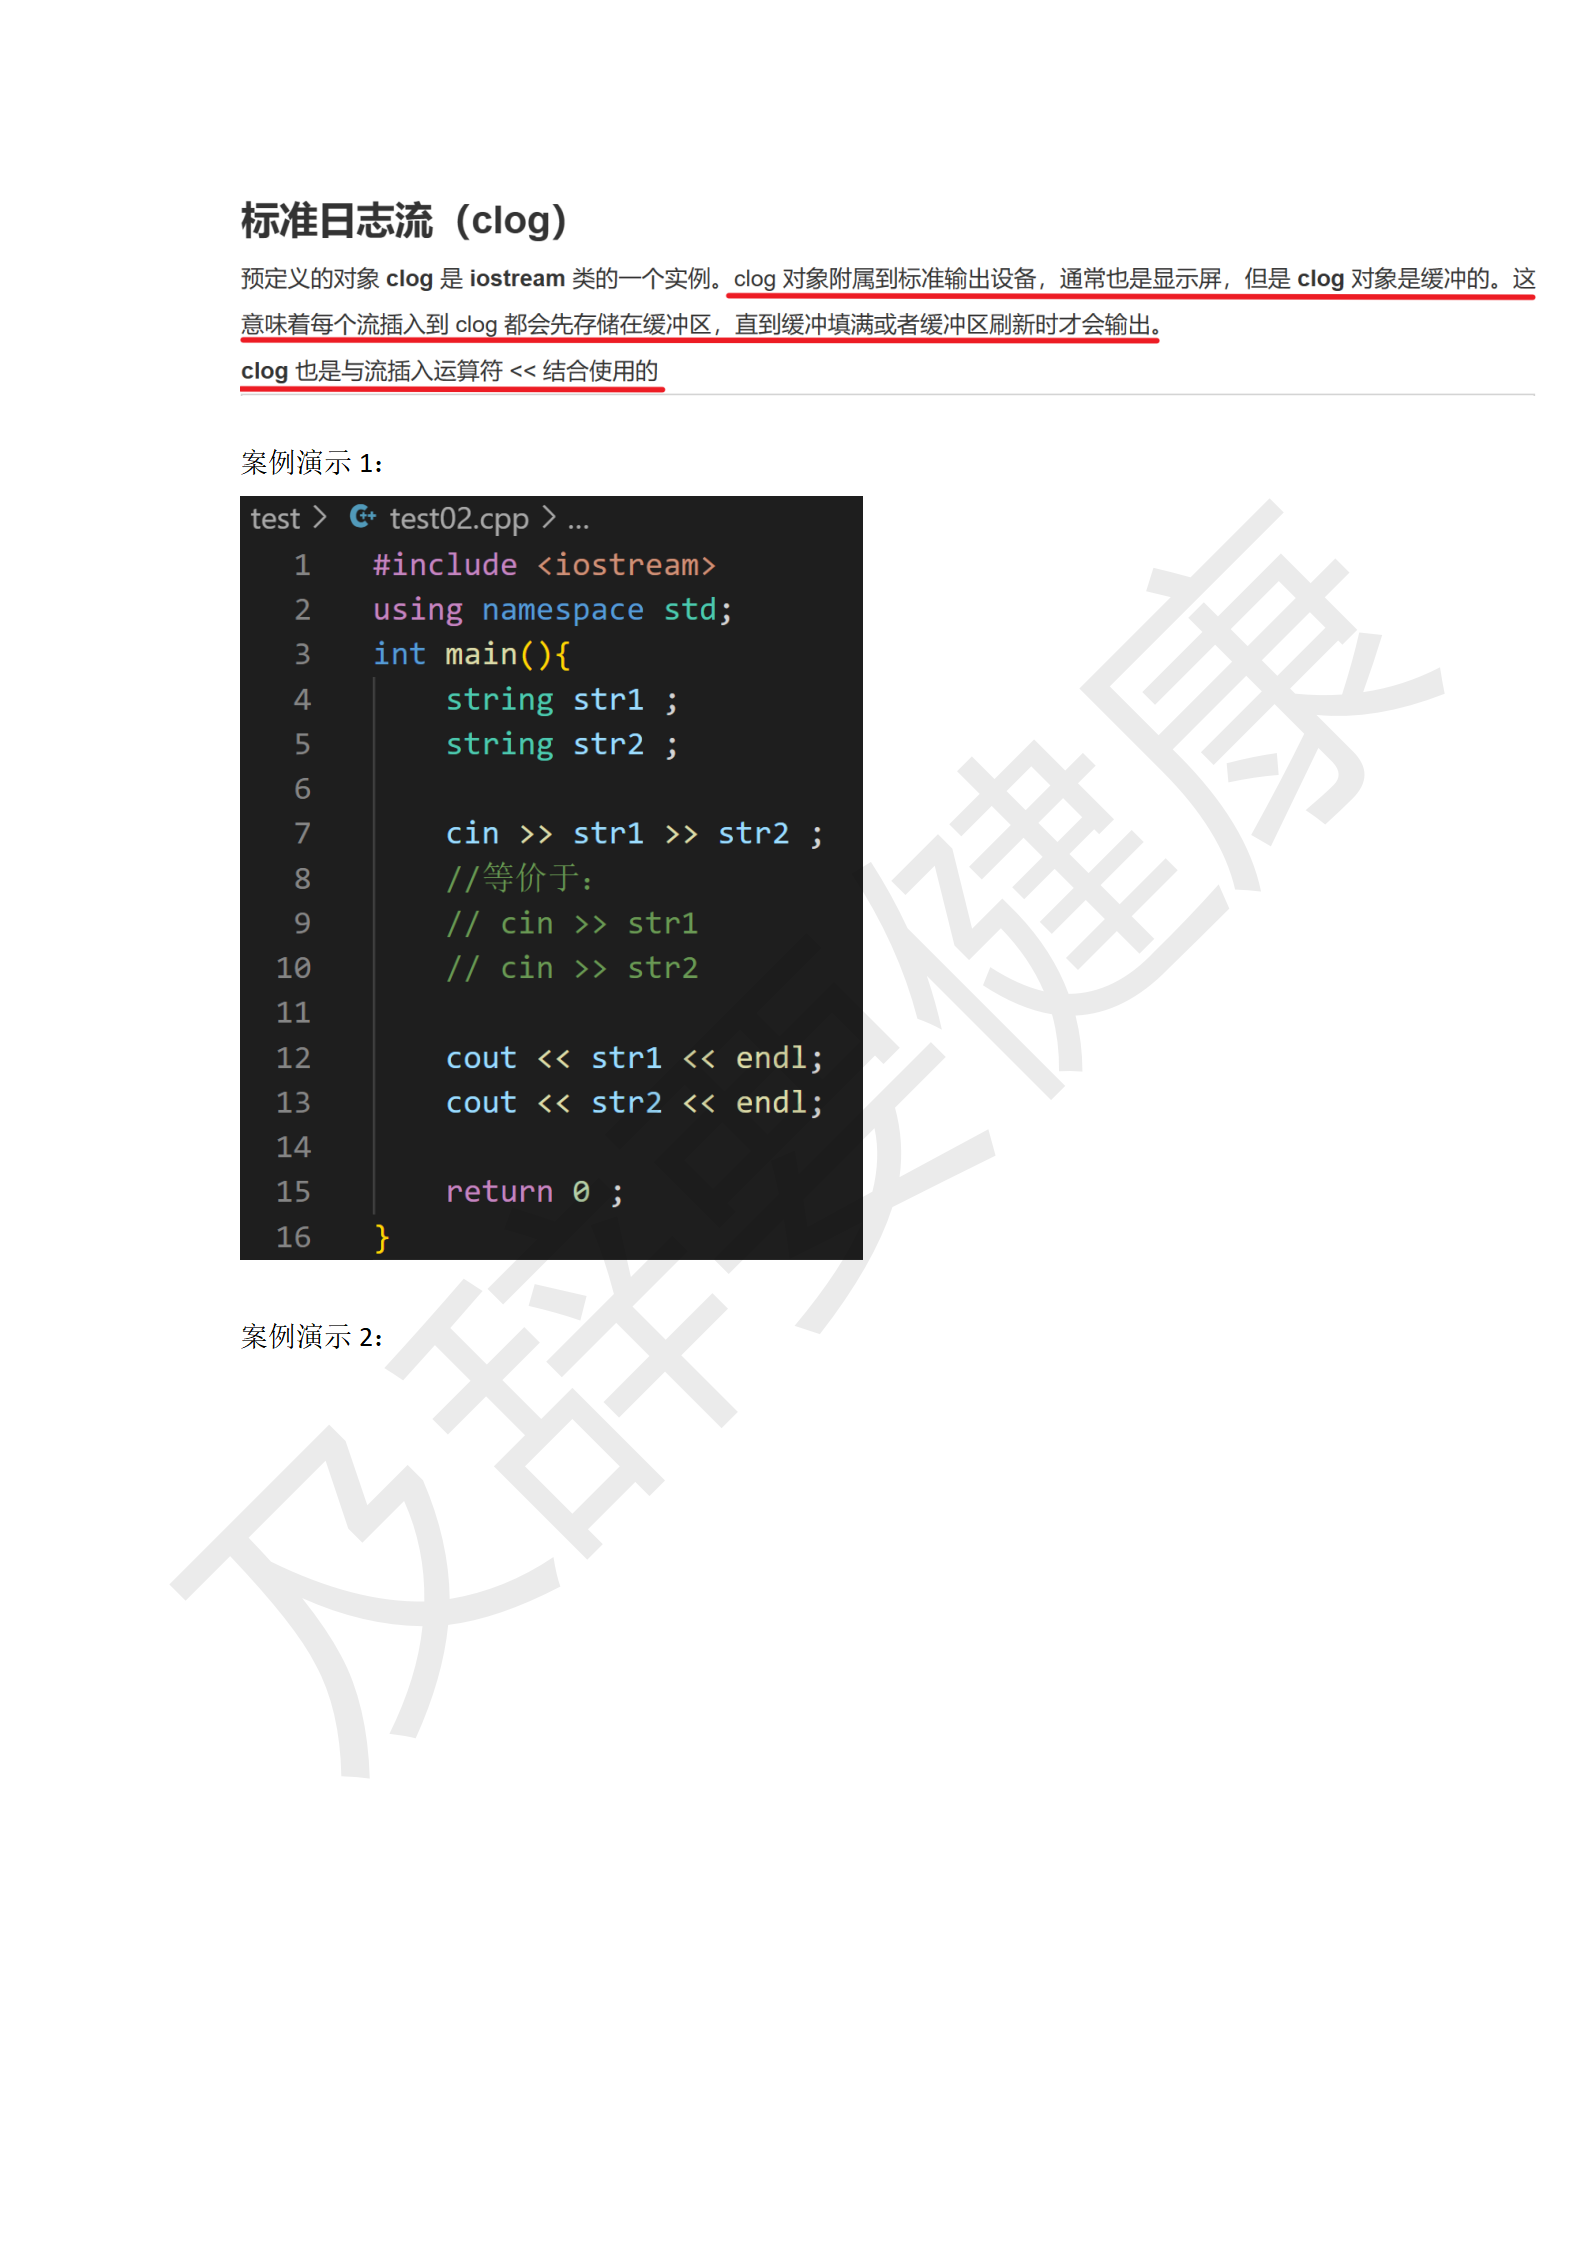 标准日志流（clog）
预定义的对象 clog 是 iostream 类的一个实例。clog 对象附属到标准输出设备，通常也是显示屏，但是 clog 对象是缓冲的。这
意味着每个流插入到 clog 都会先存储在缓冲区，直到缓冲填满或者缓冲区刷新时才会输出。
clog 也是与流插入运算符 << 结合使用的
案例演示 1：
test > C++ test02.cpp > ...
1 #include <iostream>
2 using namespace std;
3 int main(){
4 string str1 ;
5 string str2 ;
6
7 cin >> str1 >> str2 ;
8 //等价于：
9 // cin >> str1
10 // cin >> str2
11
12 cout << str1 << endl;
13 cout << str2 << endl;
14
15 return 0 ;
16 }
案例演示 2：
及辞要健康